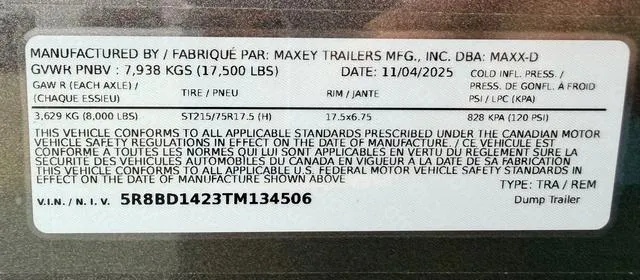 MANUFACTURED BY / FABRIQUÉ PAR: MAXEY TRAILERS MFG., INC. DBA: MAXX-D
GVWR PNBV : 7,938 KGS (17,500 LBS) DATE: 11/04/2025 COLD INFL. PRESS. /
GAW R (EACH AXLE) / TIRE / PNEU RIM / JANTE PRESS. DE GONFL. À FROID
(CHAQUE ESSIEU) PSI / LPC (KPA)
3,629 KG (8,000 LBS) ST215/75R17.5 (H) 17.5x6.75 828 KPA (120 PSI)
THIS VEHICLE CONFORMS TO ALL APPLICABLE STANDARDS PRESCRIBED UNDER THE CANADIAN MOTOR
VEHICLE SAFETY REGULATIONS IN EFFECT ON THE DATE OF MANUFACTURE. / CE VÉHICULE EST
CONFORME A TOUTES LES NORMES QUI LUI SONT APPLICABLES EN VERTU DU REGLEMENT SURE LA
SÉCURITÉ DES VÉHICULES AUTOMOBILES DU CANADA EN VIGUEUR À LA DATE DE SA FABRICATION
THIS VEHICLE CONFORMS TO ALL APPLICABLE U.S. FEDERAL MOTOR VEHICLE SAFETY STANDARDS IN
EFFECT ON THE DATE OF MANUFACTURE SHOWN ABOVE
TYPE: TRA / REM
V.I.N. / N. I. V. 5R8BD1423TM134506 Dump Trailer